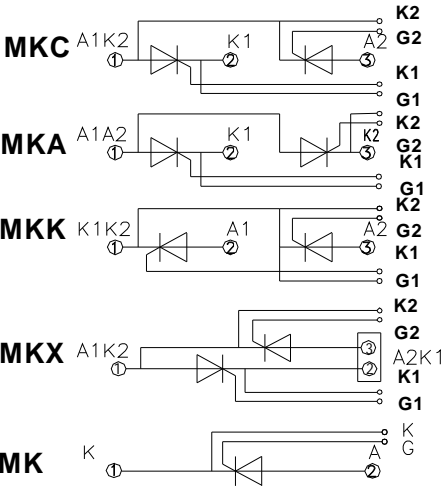 K2
MKC A1K2 K1 A2 G2
1 2 3
K1
G1
MKA A1A2 K1 K2 K2
1 2 3 G2
K1
G1
K2
MKK K1K2 A1 A2 G2
1 2 3 K1
G1
K2
G2
MKX A1K2 3 A2K1
1 2 K1
G1
K
MK K A G
1 2